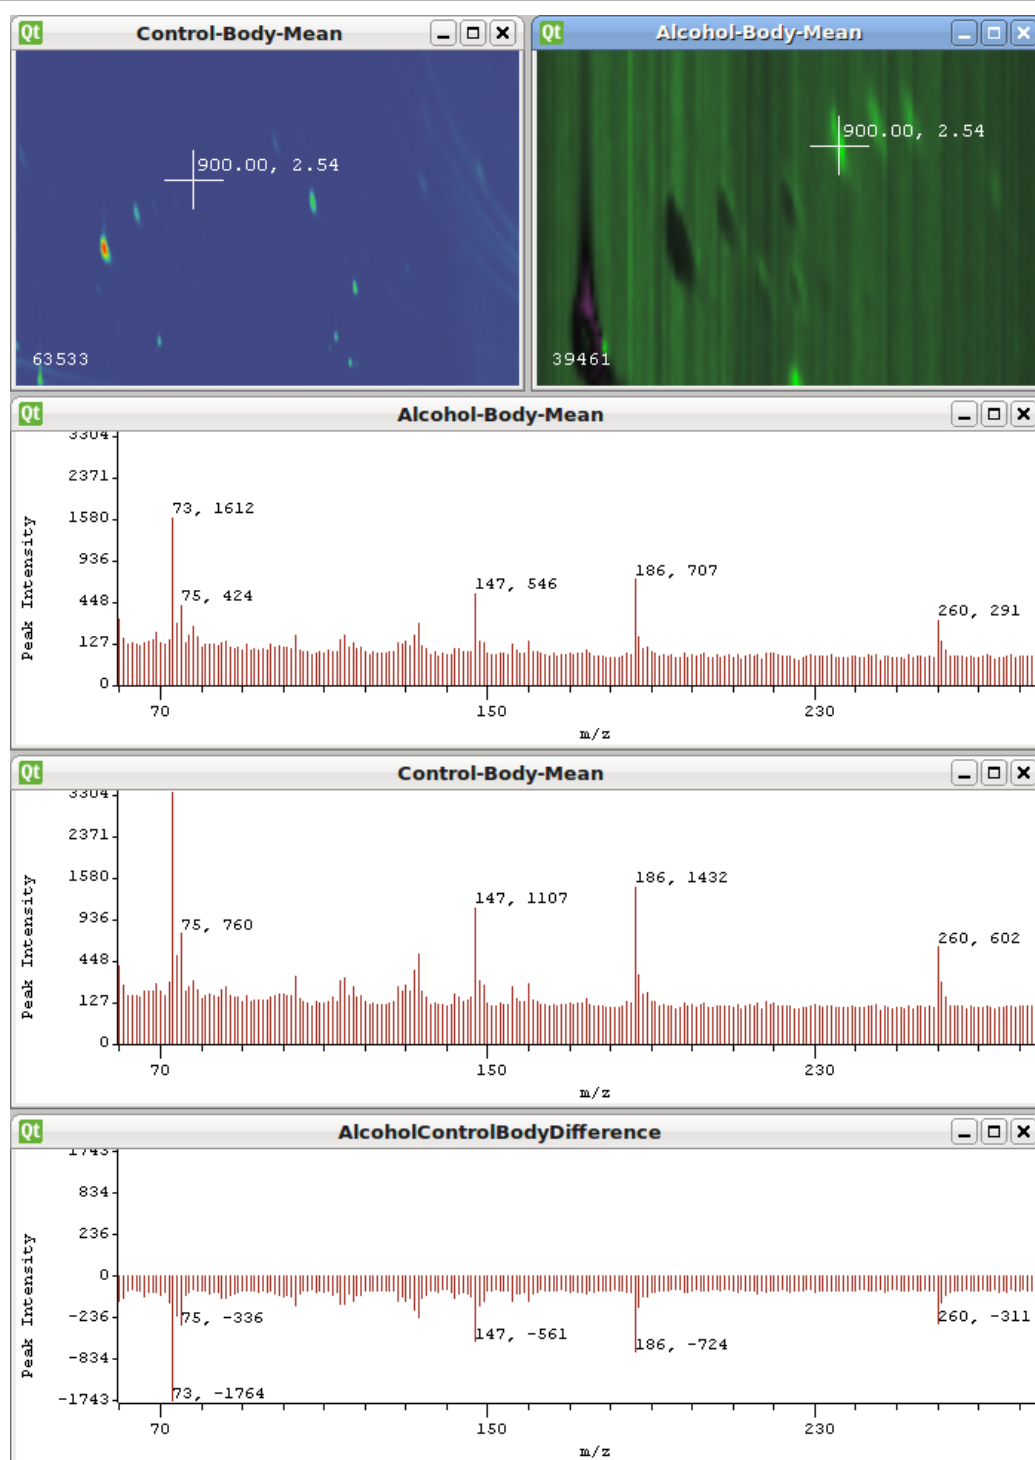 Qt Control-Body-Mean
900.00, 2.54
63533
Qt Alcohol-Body-Mean
900.00, 2.54
39461
Qt Alcohol-Body-Mean
Peak Intensity
3304
2371
1580
936
448
127
0
73, 1612
75, 424
147, 546
186, 707
260, 291
70 150 230
m/z
Qt Control-Body-Mean
Peak Intensity
3304
2371
1580
936
448
127
0
75, 760
147, 1107
186, 1432
260, 602
70 150 230
m/z
Qt AlcoholControlBodyDifference
Peak Intensity
1743
834
236
0
-236
-834
-1743
75, -336
147, -561
186, -724
260, -311
73, -1764
70 150 230
m/z